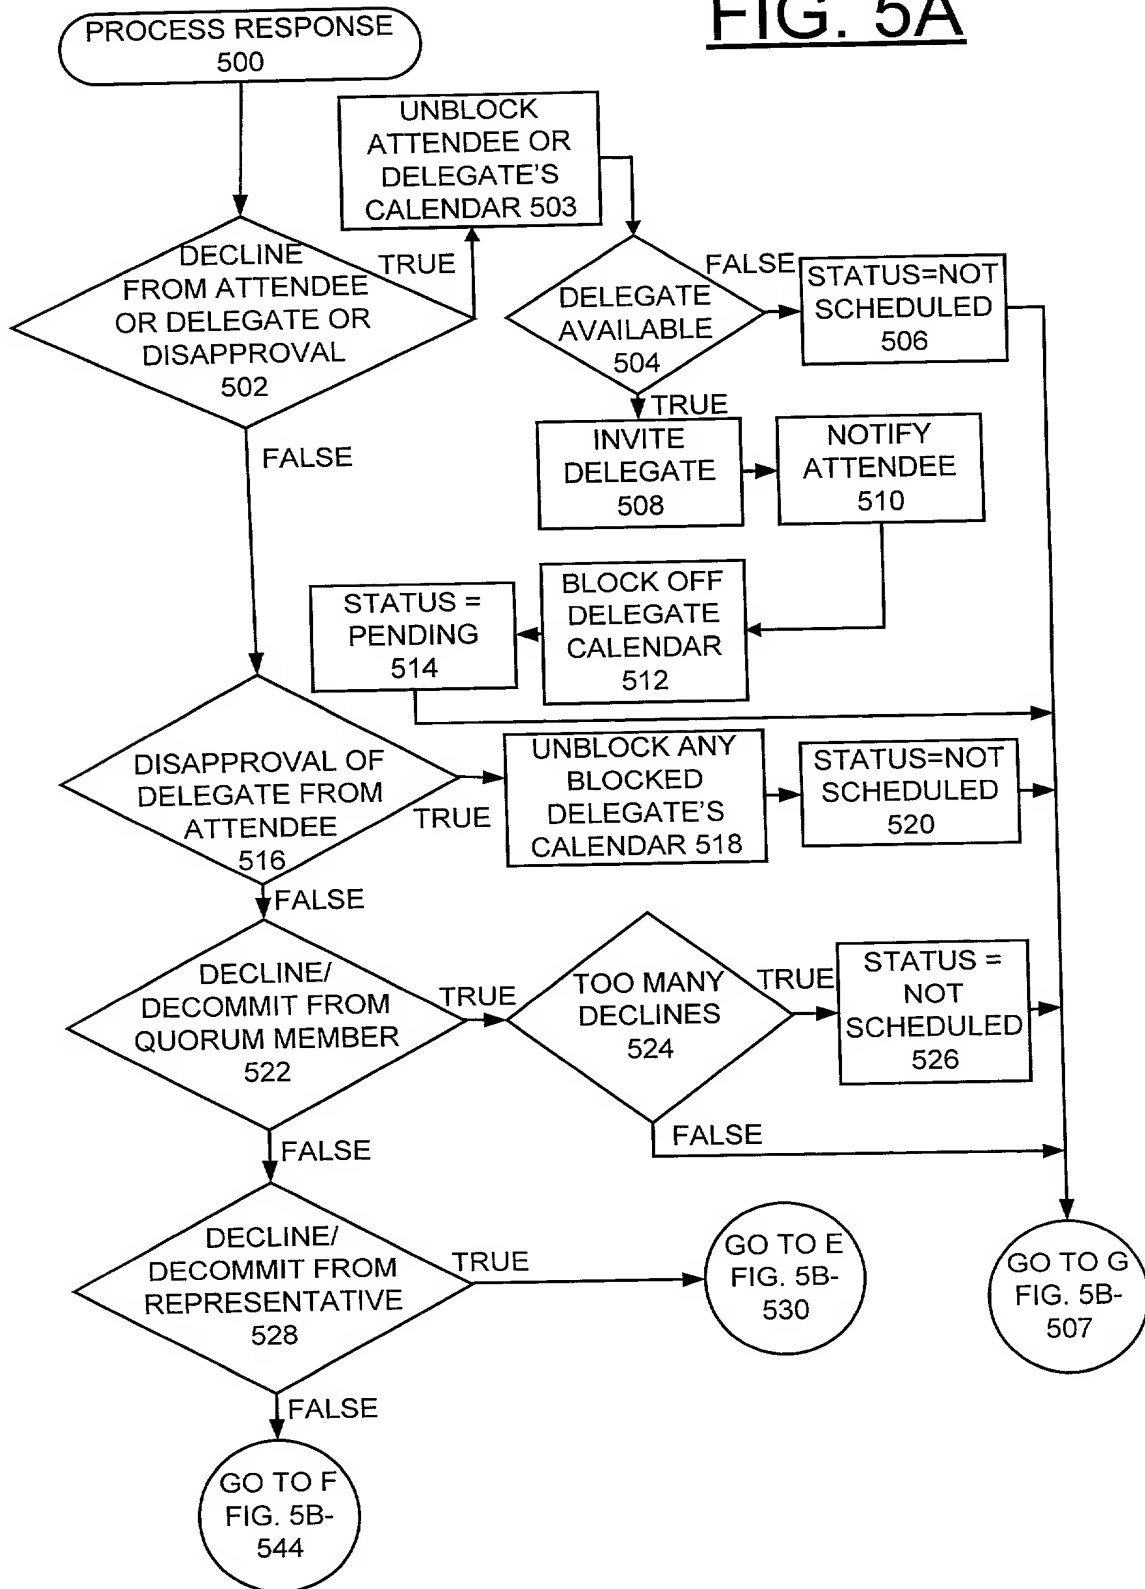 FIG. 5A
PROCESS RESPONSE
500
UNBLOCK
ATTENDEE OR
DELEGATE'S
CALENDAR 503
DECLINE
FROM ATTENDEE
OR DELEGATE OR
DISAPPROVAL
502
TRUE
FALSE
DELEGATE
AVAILABLE
504
FALSE
STATUS=NOT
SCHEDULED
506
TRUE
INVITE
DELEGATE
508
NOTIFY
ATTENDEE
510
BLOCK OFF
DELEGATE
CALENDAR
512
STATUS =
PENDING
514
DISAPPROVAL OF
DELEGATE FROM
ATTENDEE
516
TRUE
UNBLOCK ANY
BLOCKED
DELEGATE'S
CALENDAR 518
STATUS=NOT
SCHEDULED
520
FALSE
DECLINE/
DECOMMIT FROM
QUORUM MEMBER
522
TRUE
TOO MANY
DECLINES
524
TRUE
STATUS =
NOT
SCHEDULED
526
FALSE
FALSE
DECLINE/
DECOMMIT FROM
REPRESENTATIVE
528
TRUE
GO TO E
FIG. 5B-
530
GO TO G
FIG. 5B-
507
FALSE
GO TO F
FIG. 5B-
544